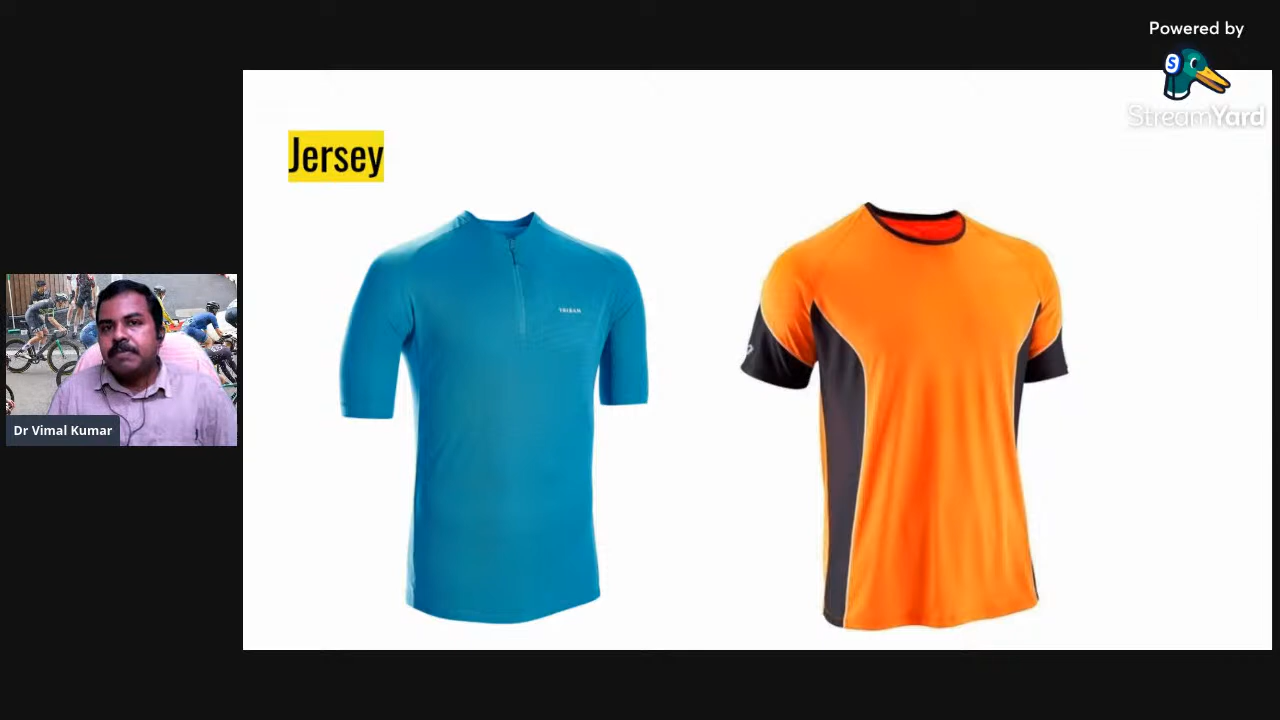 Powered by
S
StreamYard
Jersey
TRIBAN
Dr Vimal Kumar